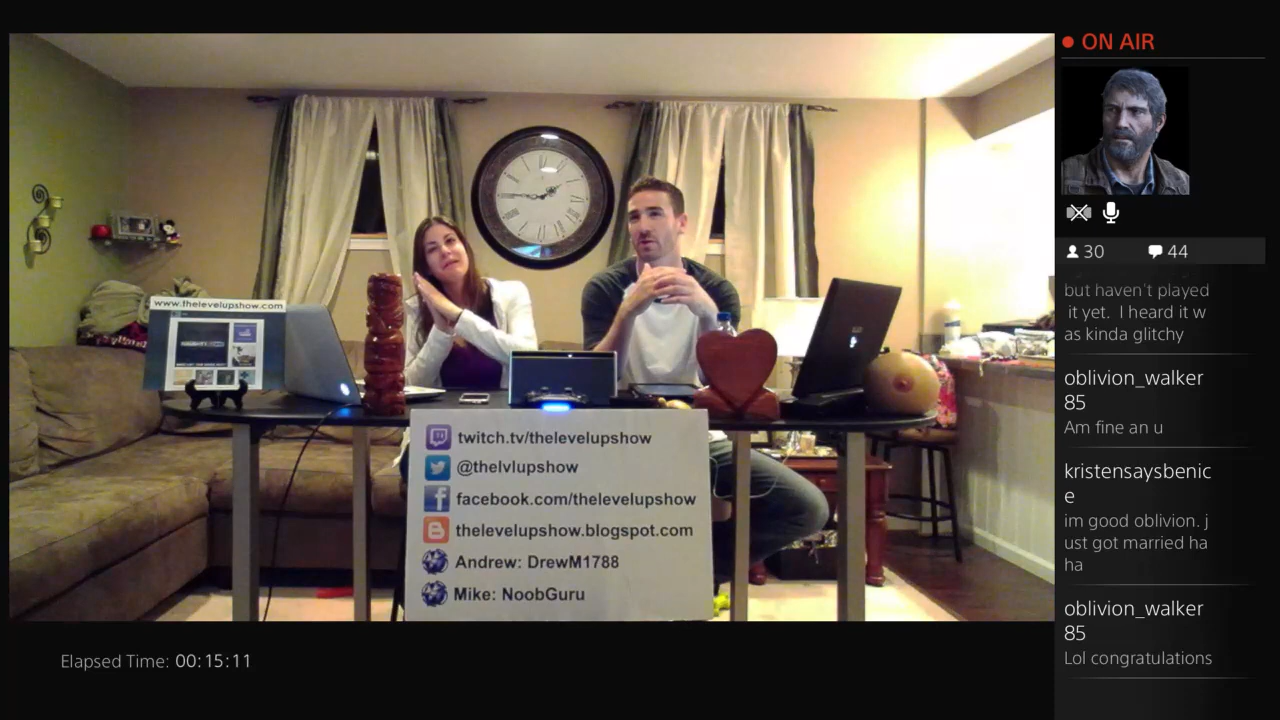 ON AIR
30 44
but haven't played
it yet. I heard it w
as kinda glitchy
oblivion_walker
85
Am fine an u
kristensaysbenic
e
im good oblivion. j
ust got married ha
ha
oblivion_walker
85
Lol congratulations
www.thelevelupshow.com
twitch.tv/thelevelupshow
@thelvlupshow
facebook.com/thelevelupshow
thelevelupshow.blogspot.com
Andrew: DrewM1788
Mike: NoobGuru
Elapsed Time: 00:15:11